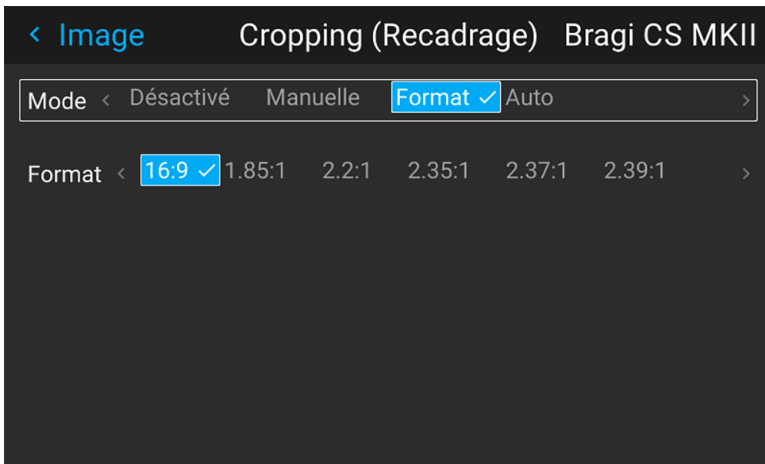 ‹ Image Cropping (Recadrage) Bragi CS MKII
Mode ‹ Désactivé Manuelle Format ✓ Auto ›
Format ‹ 16:9 ✓ 1.85:1 2.2:1 2.35:1 2.37:1 2.39:1 ›